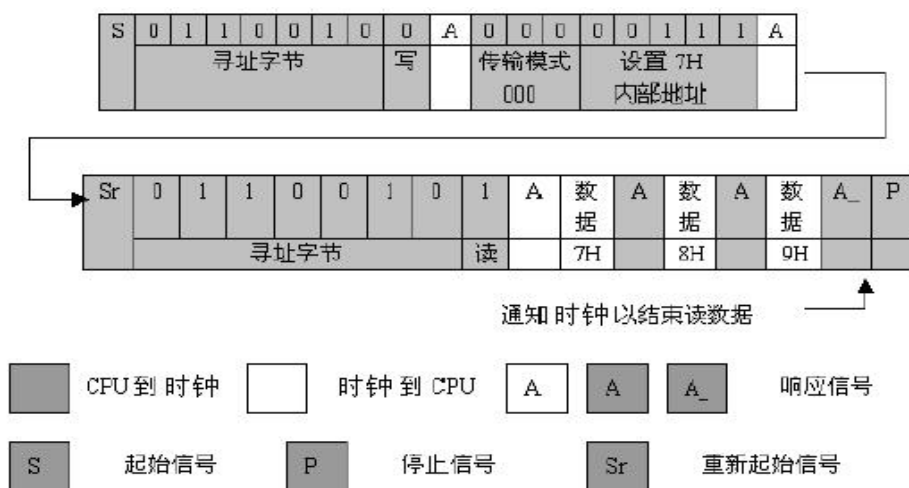 S 0 1 1 0 0 1 0 0 A 0 0 0 0 0 1 1 1 A
寻址字节 写 传输模式 设置 7H
000 内部地址
Sr 0 1 1 0 0 1 0 1 A 数 A 数 A 数 A_ P
据 据 据
寻址字节 读 7H 8H 9H
通知时钟以结束读数据
CPU到时钟 时钟到CPU A A A_ 响应信号
S 起始信号 P 停止信号 Sr 重新起始信号